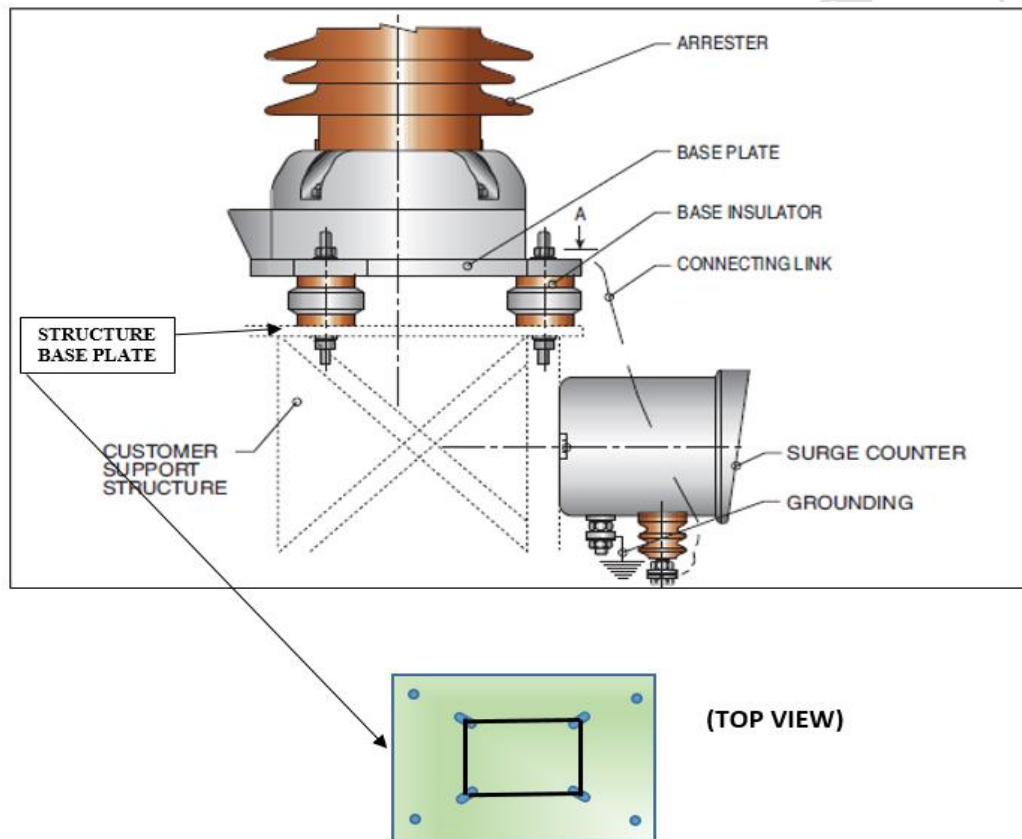 ARRESTER
BASE PLATE
BASE INSULATOR
A
CONNECTING LINK
STRUCTURE
BASE PLATE
CUSTOMER
SUPPORT
STRUCTURE
SURGE COUNTER
GROUNDING
(TOP VIEW)